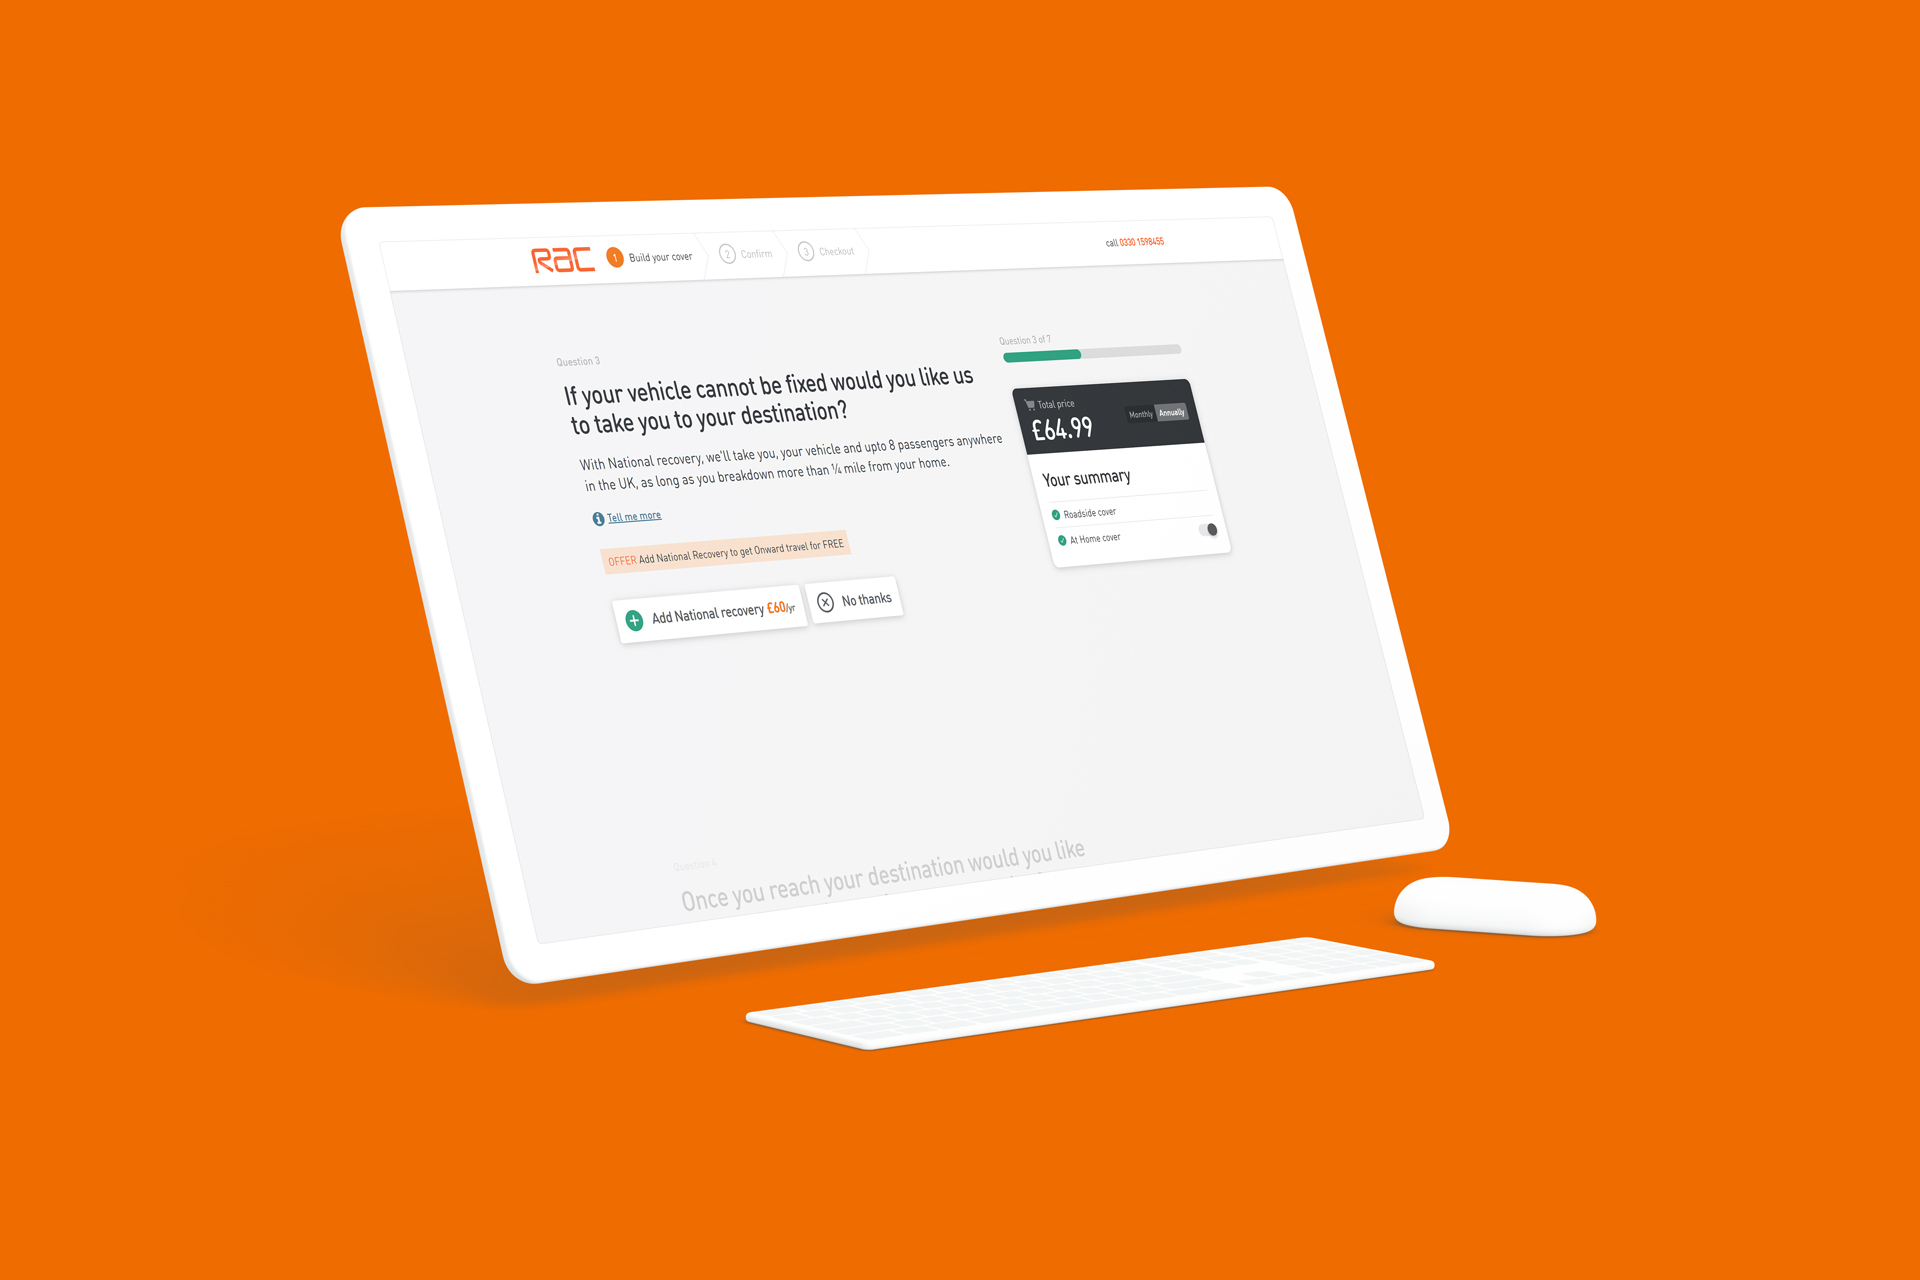 RAC
1 Build your cover
2 Confirm
3 Checkout
call 0330 1598455
Question 3
If your vehicle cannot be fixed would you like us
to take you to your destination?
With National recovery, we'll take you, your vehicle and upto 8 passengers anywhere
in the UK, as long as you breakdown more than ¼ mile from your home.
Tell me more
OFFER Add National Recovery to get Onward travel for FREE
Add National recovery £60/yr
No thanks
Question 3 of 7
Total price
£64.99
Monthly
Annually
Your summary
Roadside cover
At Home cover
Question 4
Once you reach your destination would you like